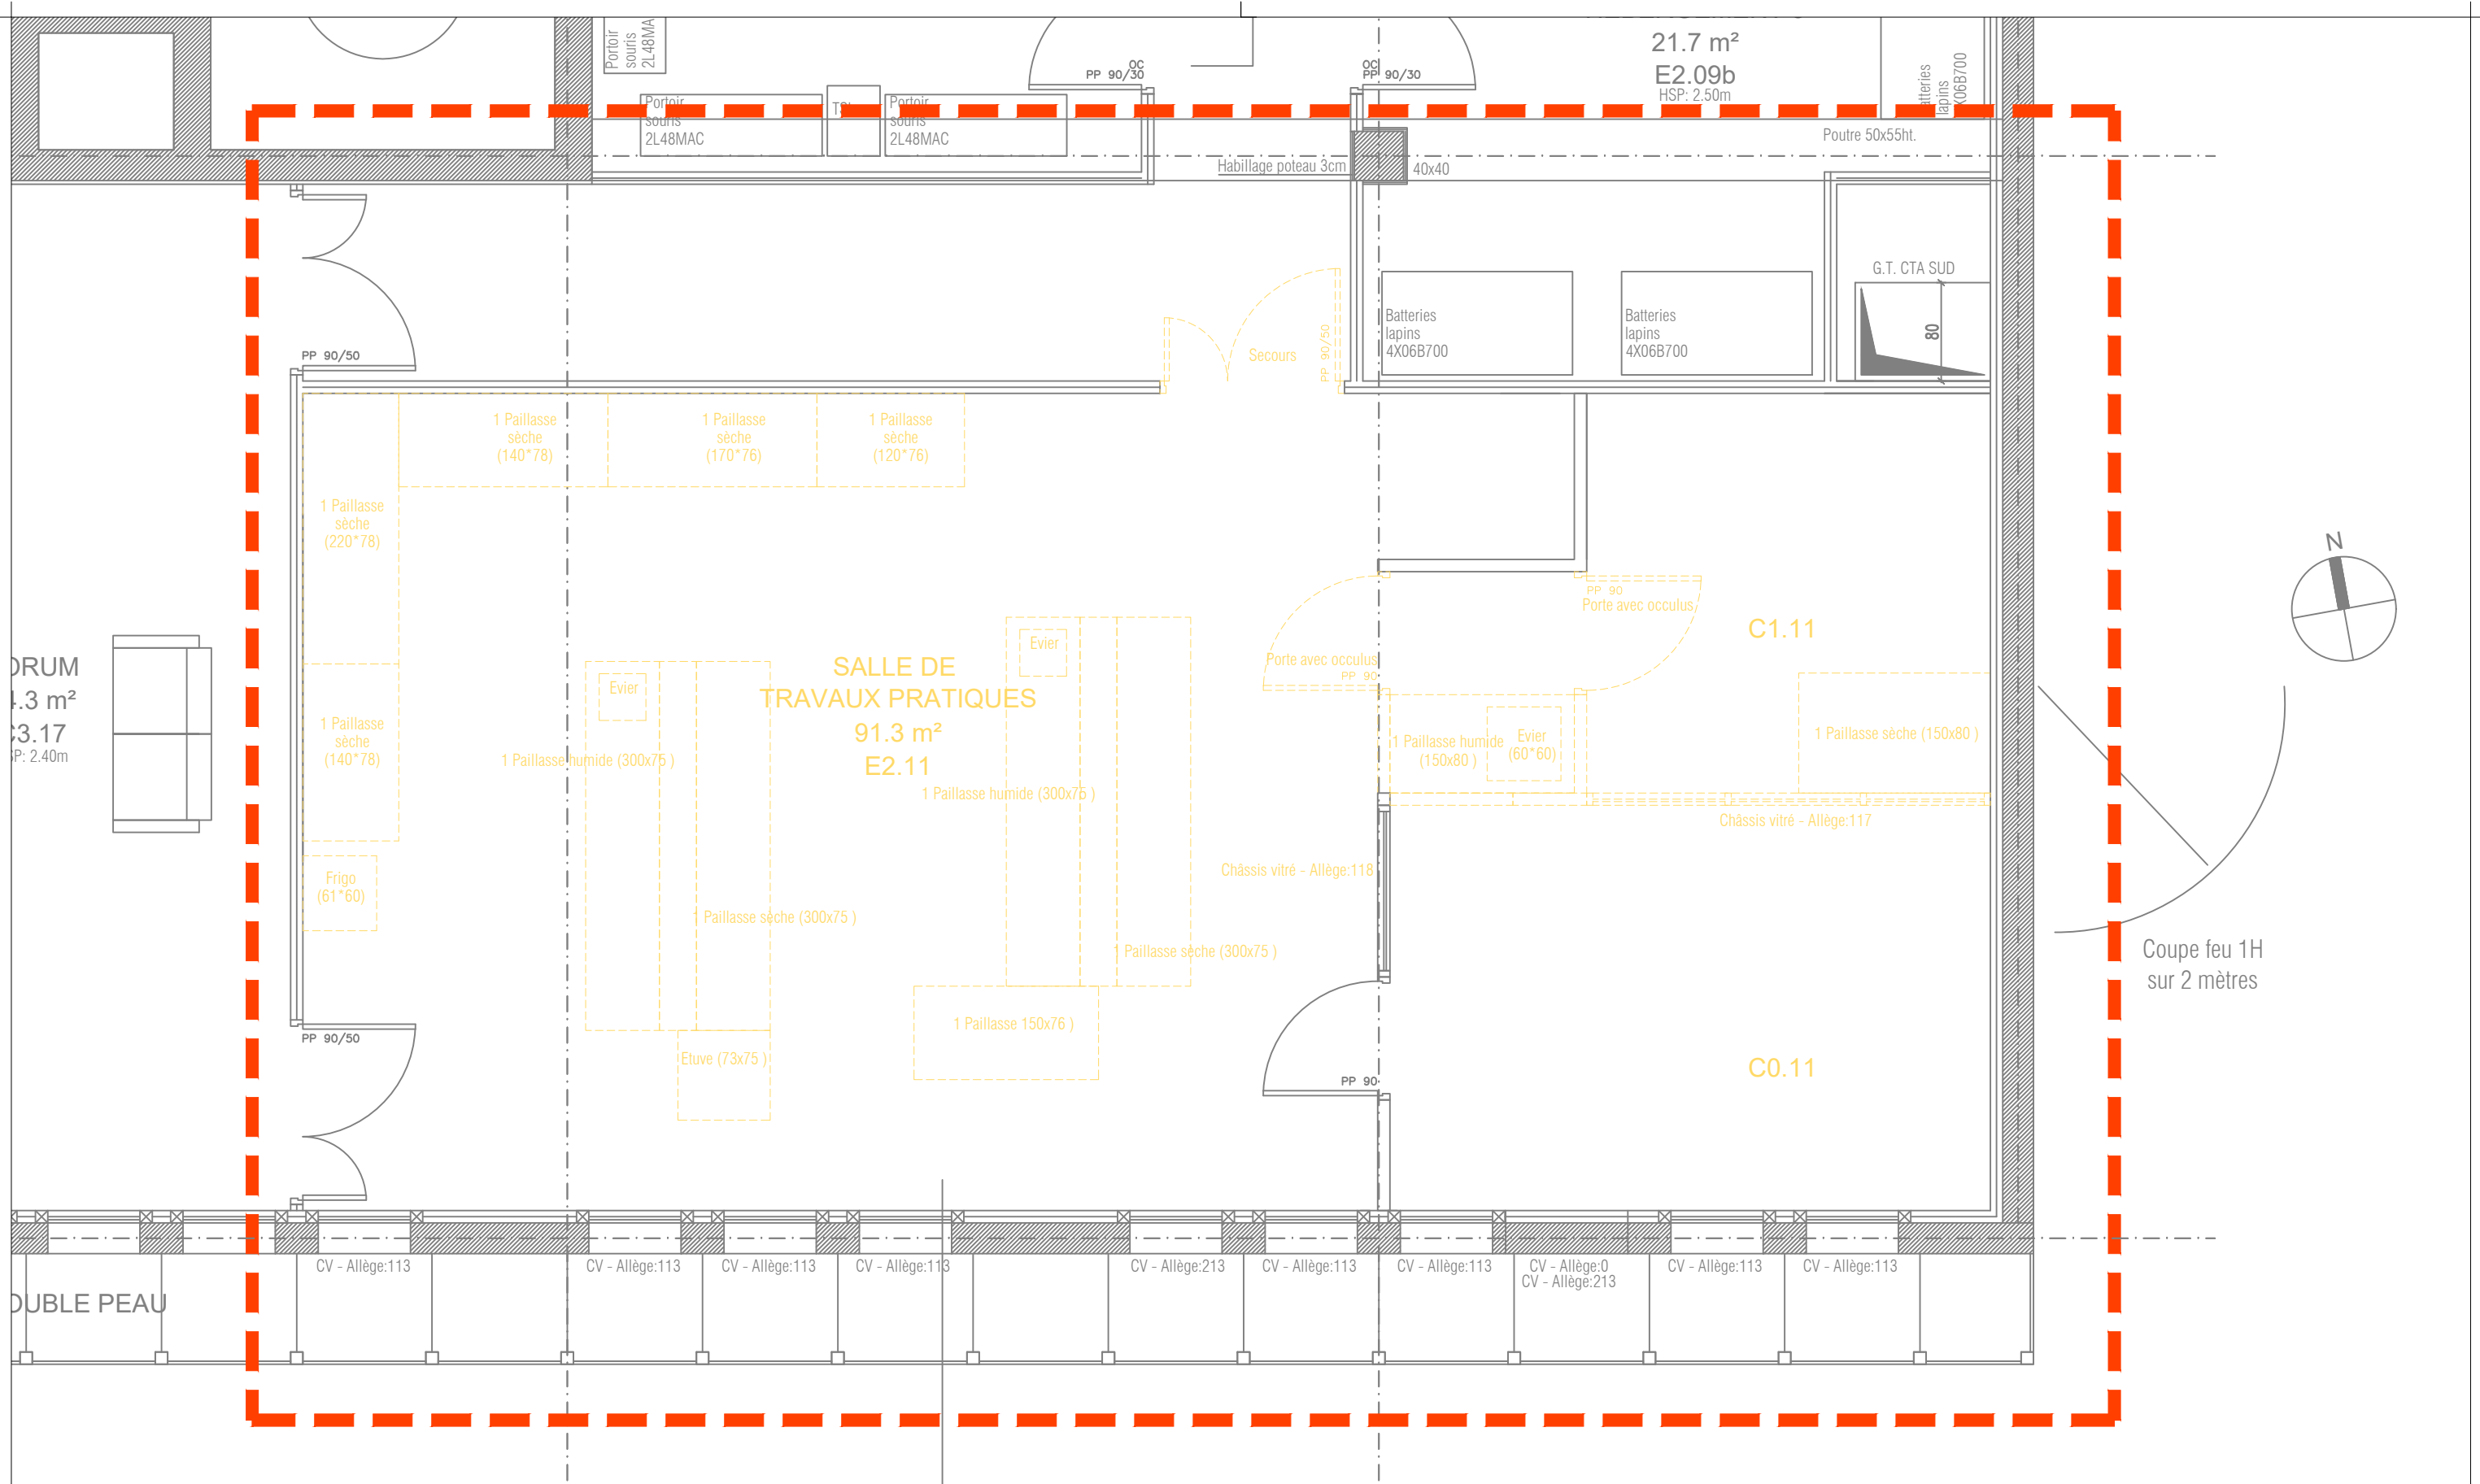 Portoir
souris
2L48MA
OC
PP 90/30
OC
PP 90/30
21.7 m²
E2.09b
HSP: 2.50m
lapins
Portoir
souris
2L48MAC
Portoir
souris
2L48MAC
Poutre 50x55ht.
Habillage poteau 3cm
40x40
G.T. CTA SUD
80
Batteries
lapins
4X06B700
Batteries
lapins
4X06B700
Secours
PP 90/50
PP 90/50
1 Paillasse
sèche
(140*78)
1 Paillasse
sèche
(170*76)
1 Paillasse
sèche
(120*76)
1 Paillasse
sèche
(220*78)
N
PP 90
Porte avec occulus
C1.11
Evier
Evier
SALLE DE
TRAVAUX PRATIQUES
91.3 m²
E2.11
Porte avec occulus
PP 90
ORUM
.3 m²
C3.17
SP: 2.40m
1 Paillasse
sèche
(140*78)
1 Paillasse humide (300x75 )
1 Paillasse humide (300x75 )
1 Paillasse humide
(150x80 )
Evier
(60*60)
1 Paillasse sèche (150x80 )
Châssis vitré - Allège:117
Châssis vitré - Allège:118
Frigo
(61*60)
1 Paillasse sèche (300x75 )
1 Paillasse sèche (300x75 )
Coupe feu 1H
sur 2 mètres
1 Paillasse 150x76 )
PP 90/50
Etuve (73x75 )
PP 90
C0.11
CV - Allège:113
CV - Allège:113
CV - Allège:113
CV - Allège:113
CV - Allège:213
CV - Allège:113
CV - Allège:113
CV - Allège:0
CV - Allège:213
CV - Allège:113
CV - Allège:113
OUBLE PEAU